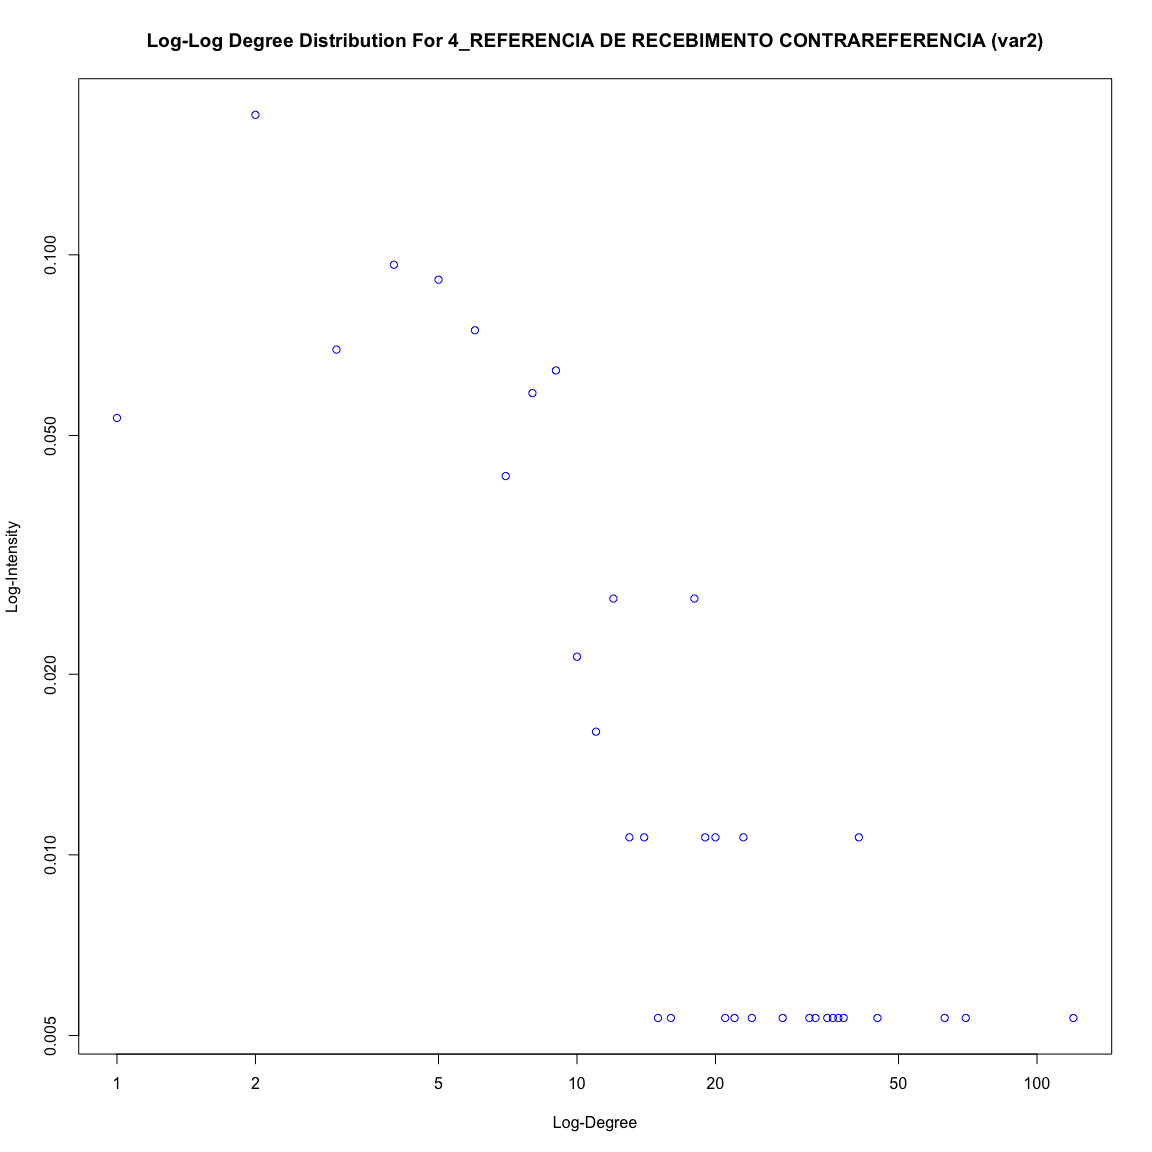 Log-Log Degree Distribution For 4_REFERENCIA DE RECEBIMENTO CONTRAREFERENCIA (var2)
0.100
0.050
0.020
0.010
0.005
Log-Intensity
1 2 5 10 20 50 100
Log-Degree